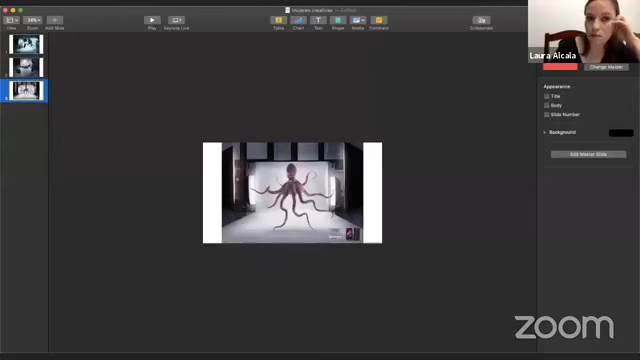 mujeres creativas — Edited
View
Zoom
Add Slide
Play
Keynote Live
Table
Chart
Text
Shape
Media
Comment
Collaborate
Laura Alcala
Change Master
Appearance
Title
Body
Slide Number
Background
Edit Master Slide
zoom